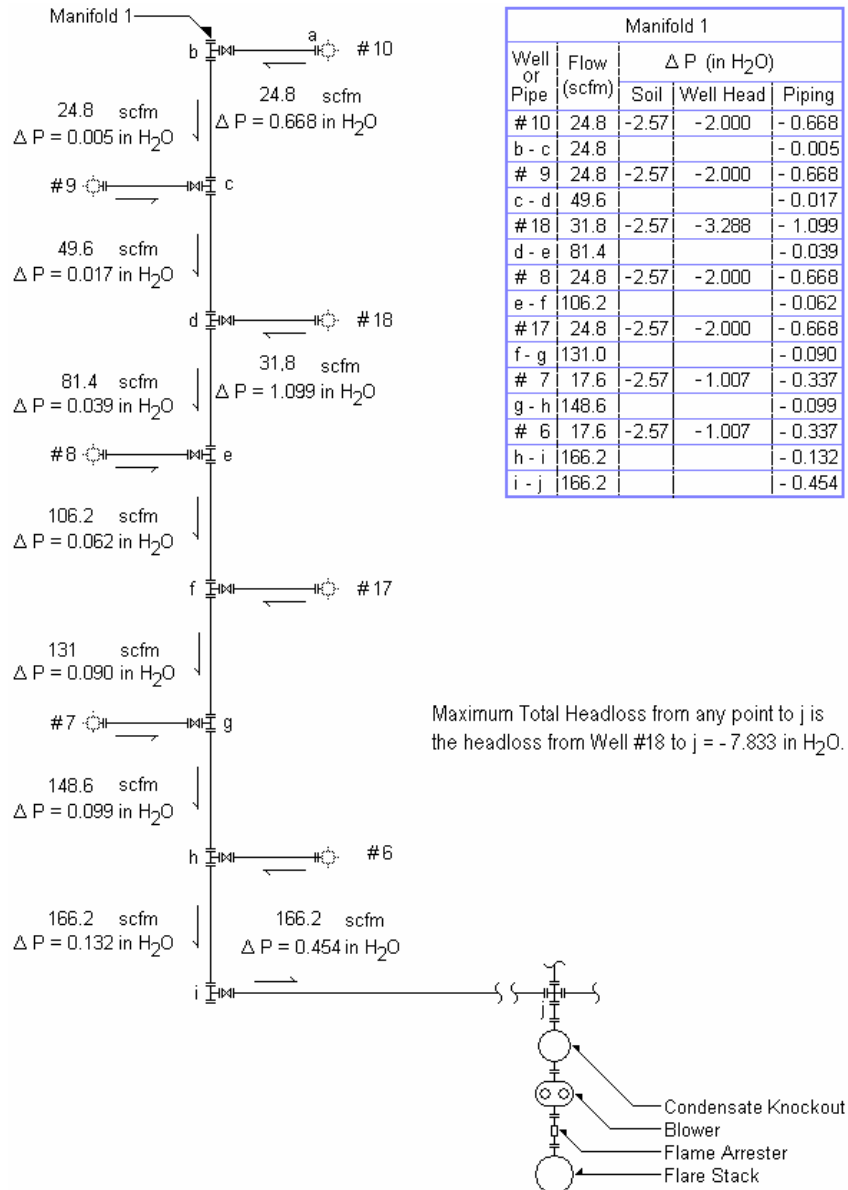 Manifold 1
b
a
#10
24.8 scfm
Δ P = 0.005 in H2O
24.8 scfm
Δ P = 0.668 in H2O
#9
c
49.6 scfm
Δ P = 0.017 in H2O
d
#18
81.4 scfm
Δ P = 0.039 in H2O
31,8 scfm
Δ P = 1.099 in H2O
#8
e
106.2 scfm
Δ P = 0.062 in H2O
f
#17
131 scfm
Δ P = 0.090 in H2O
#7
g
148.6 scfm
Δ P = 0.099 in H2O
h
#6
166.2 scfm
Δ P = 0.132 in H2O
166.2 scfm
Δ P = 0.454 in H2O
i
j
Condensate Knockout
Blower
Flame Arrester
Flare Stack
Manifold 1
Well or Pipe Flow (scfm) Δ P (in H2O)
Soil Well Head Piping
#10 24.8 -2.57 -2.000 - 0.668
b - c 24.8 - 0.005
# 9 24.8 -2.57 -2.000 - 0.668
c - d 49.6 - 0.017
#18 31.8 -2.57 -3.288 - 1.099
d - e 81.4 - 0.039
# 8 24.8 -2.57 -2.000 - 0.668
e - f 106.2 - 0.062
#17 24.8 -2.57 -2.000 - 0.668
f - g 131.0 - 0.090
# 7 17.6 -2.57 -1.007 - 0.337
g - h 148.6 - 0.099
# 6 17.6 -2.57 -1.007 - 0.337
h - i 166.2 - 0.132
i - j 166.2 - 0.454
Maximum Total Headloss from any point to j is
the headloss from Well #18 to j = - 7.833 in H2O.